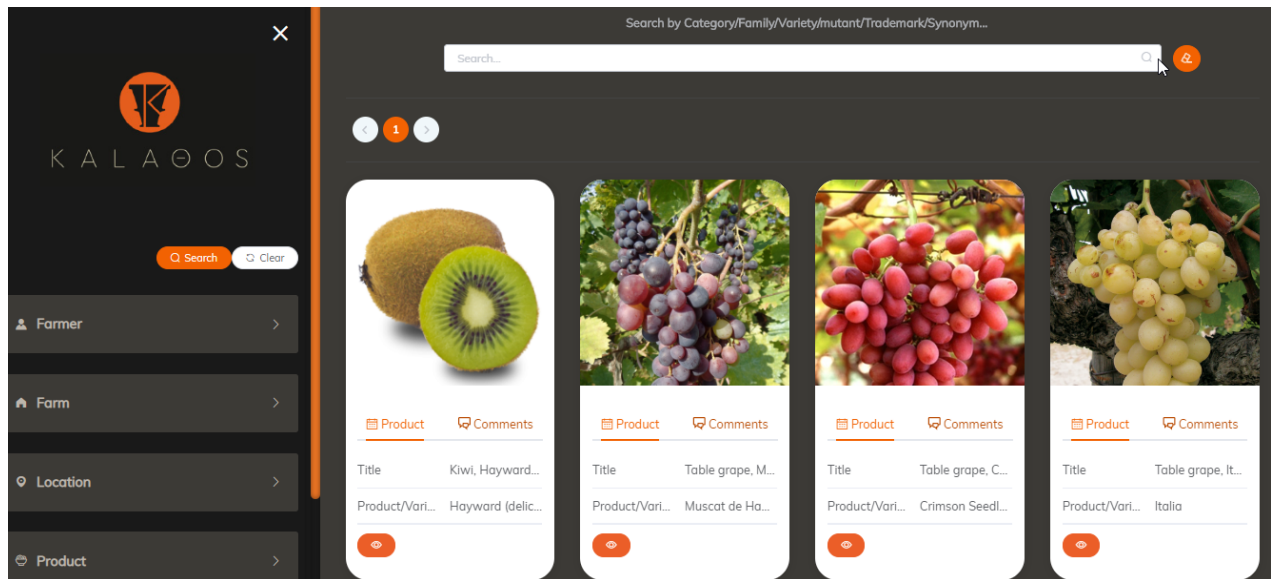 Search by Category/Family/Variety/mutant/Trademark/Synonym...
Search...
KALAΘOS
1
Search Clear
Farmer
Farm
Location
Product
Product Comments
Title Kiwi, Hayward...
Product/Vari... Hayward (delic...
Product Comments
Title Table grape, M...
Product/Vari... Muscat de Ha...
Product Comments
Title Table grape, C...
Product/Vari... Crimson Seedl...
Product Comments
Title Table grape, It...
Product/Vari... Italia